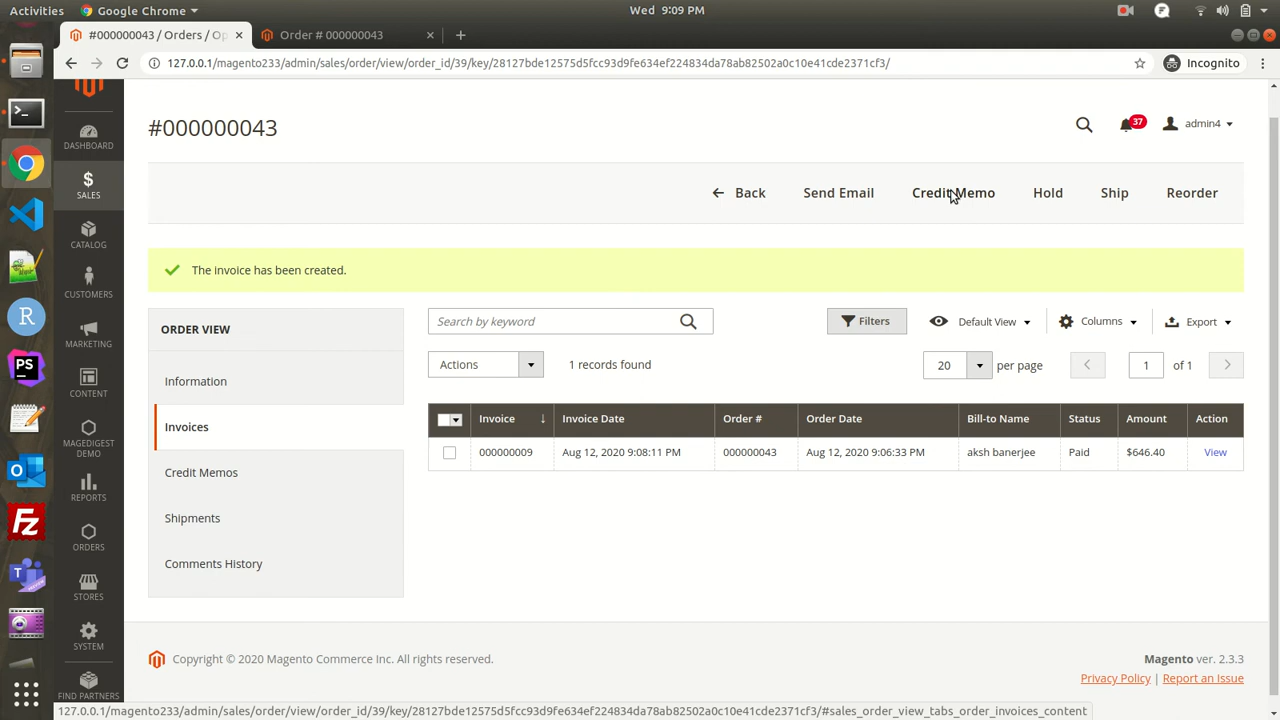 Activities
Google Chrome
Wed 9:09 PM
#000000043 / Orders / Op
Order # 000000043
127.0.0.1/magento233/admin/sales/order/view/order_id/39/key/28127bde12575d5fcc93d9fe634ef224834da78ab82502a0c10e41cde2371cf3/
Incognito
#000000043
37
admin4
Back
Send Email
Credit Memo
Hold
Ship
Reorder
The invoice has been created.
DASHBOARD
SALES
CATALOG
CUSTOMERS
MARKETING
CONTENT
MAGEDIGEST
DEMO
REPORTS
ORDERS
STORES
SYSTEM
FIND PARTNERS
ORDER VIEW
Information
Invoices
Credit Memos
Shipments
Comments History
Search by keyword
Filters
Default View
Columns
Export
Actions
1 records found
20
per page
1
of 1
Invoice
Invoice Date
Order #
Order Date
Bill-to Name
Status
Amount
Action
000000009
Aug 12, 2020 9:08:11 PM
000000043
Aug 12, 2020 9:06:33 PM
aksh banerjee
Paid
$646.40
View
Copyright © 2020 Magento Commerce Inc. All rights reserved.
Magento ver. 2.3.3
Privacy Policy | Report an Issue
127.0.0.1/magento233/admin/sales/order/view/order_id/39/key/28127bde12575d5fcc93d9fe634ef224834da78ab82502a0c10e41cde2371cf3/#sales_order_view_tabs_order_invoices_content